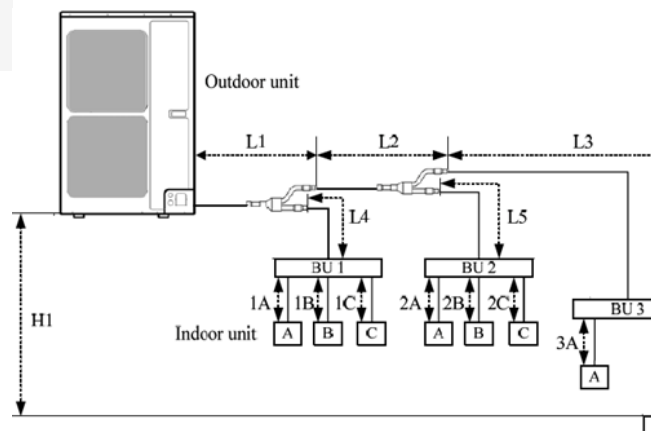 Outdoor unit
L1 L2 L3
L4 L5
H1
BU 1 BU 2
1A 1B 1C 2A 2B 2C
BU 3
Indoor unit A B C A B C
3A
A